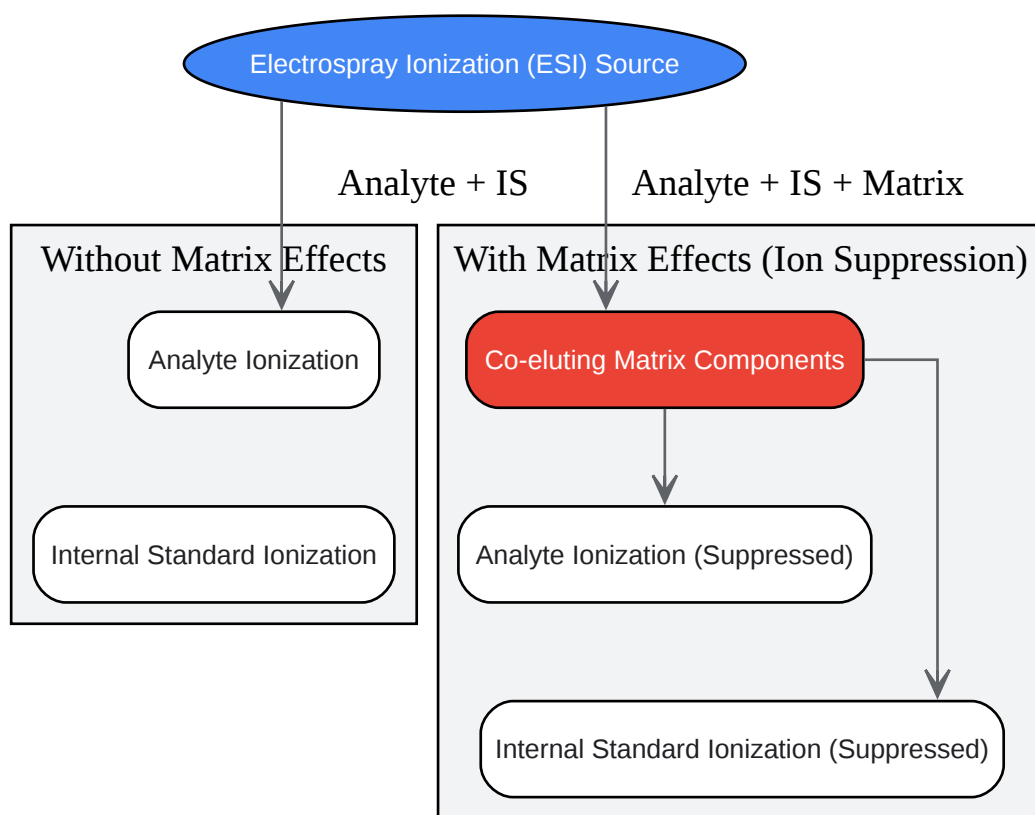 Electrospray Ionization (ESI) Source
Analyte + IS
Analyte + IS + Matrix
Without Matrix Effects
With Matrix Effects (Ion Suppression)
Analyte Ionization
Co-eluting Matrix Components
Internal Standard Ionization
Analyte Ionization (Suppressed)
Internal Standard Ionization (Suppressed)